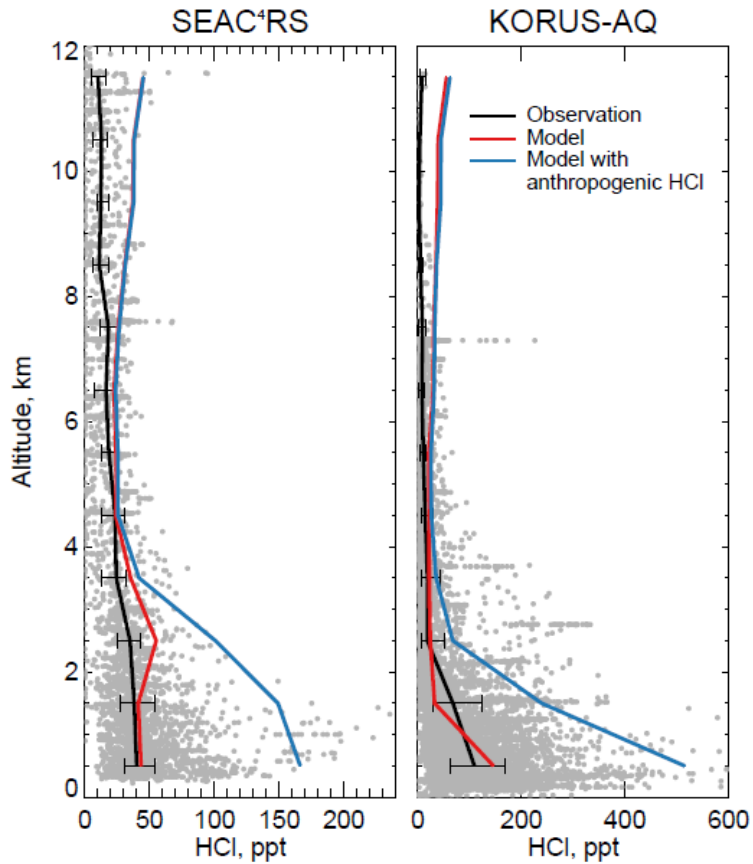 SEAC⁴RS
KORUS-AQ
12
10
8
6
4
2
0
Altitude, km
Observation
Model
Model with
anthropogenic HCl
0 50 100 150 200
0 200 400 600
HCl, ppt
HCl, ppt